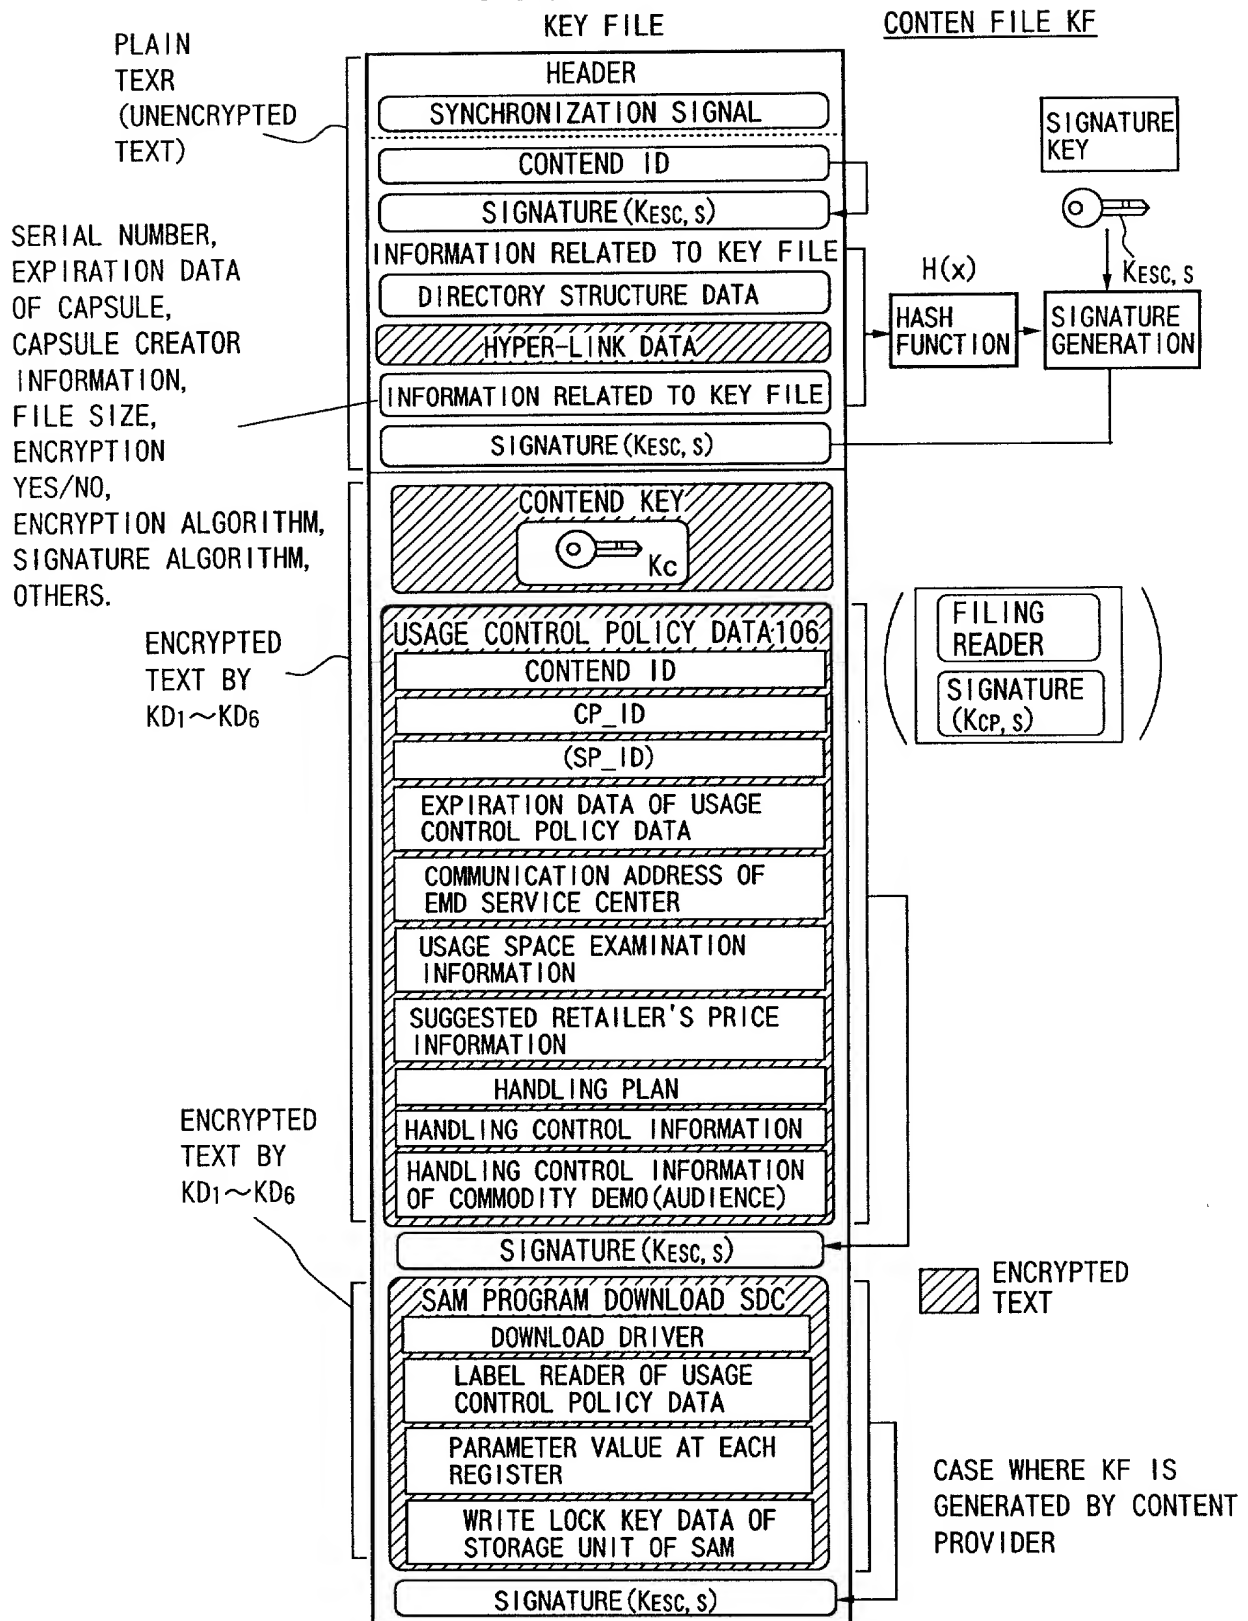 KEY FILE
CONTEN FILE KF
PLAIN
TEXR
(UNENCRYPTED
TEXT)
HEADER
SYNCHRONIZATION SIGNAL
CONTEND ID
SIGNATURE(KESC, S)
INFORMATION RELATED TO KEY FILE
DIRECTORY STRUCTURE DATA
HYPER-LINK DATA
INFORMATION RELATED TO KEY FILE
SIGNATURE(KESC, S)
SIGNATURE
KEY
KESC, S
H(x)
HASH
FUNCTION
SIGNATURE
GENERATION
SERIAL NUMBER,
EXPIRATION DATA
OF CAPSULE,
CAPSULE CREATOR
INFORMATION,
FILE SIZE,
ENCRYPTION
YES/NO,
ENCRYPTION ALGORITHM,
SIGNATURE ALGORITHM,
OTHERS.
CONTEND KEY
Kc
ENCRYPTED
TEXT BY
KD1~KD6
USAGE CONTROL POLICY DATA106
CONTEND ID
CP_ID
(SP_ID)
EXPIRATION DATA OF USAGE
CONTROL POLICY DATA
COMMUNICATION ADDRESS OF
EMD SERVICE CENTER
USAGE SPACE EXAMINATION
INFORMATION
SUGGESTED RETAILER'S PRICE
INFORMATION
HANDLING PLAN
HANDLING CONTROL INFORMATION
HANDLING CONTROL INFORMATION
OF COMMODITY DEMO(AUDIENCE)
SIGNATURE(KESC, S)
FILING
READER
SIGNATURE
(KCP, S)
ENCRYPTED
TEXT BY
KD1~KD6
SAM PROGRAM DOWNLOAD SDC
DOWNLOAD DRIVER
LABEL READER OF USAGE
CONTROL POLICY DATA
PARAMETER VALUE AT EACH
REGISTER
WRITE LOCK KEY DATA OF
STORAGE UNIT OF SAM
SIGNATURE(KESC, S)
ENCRYPTED
TEXT
CASE WHERE KF IS
GENERATED BY CONTENT
PROVIDER